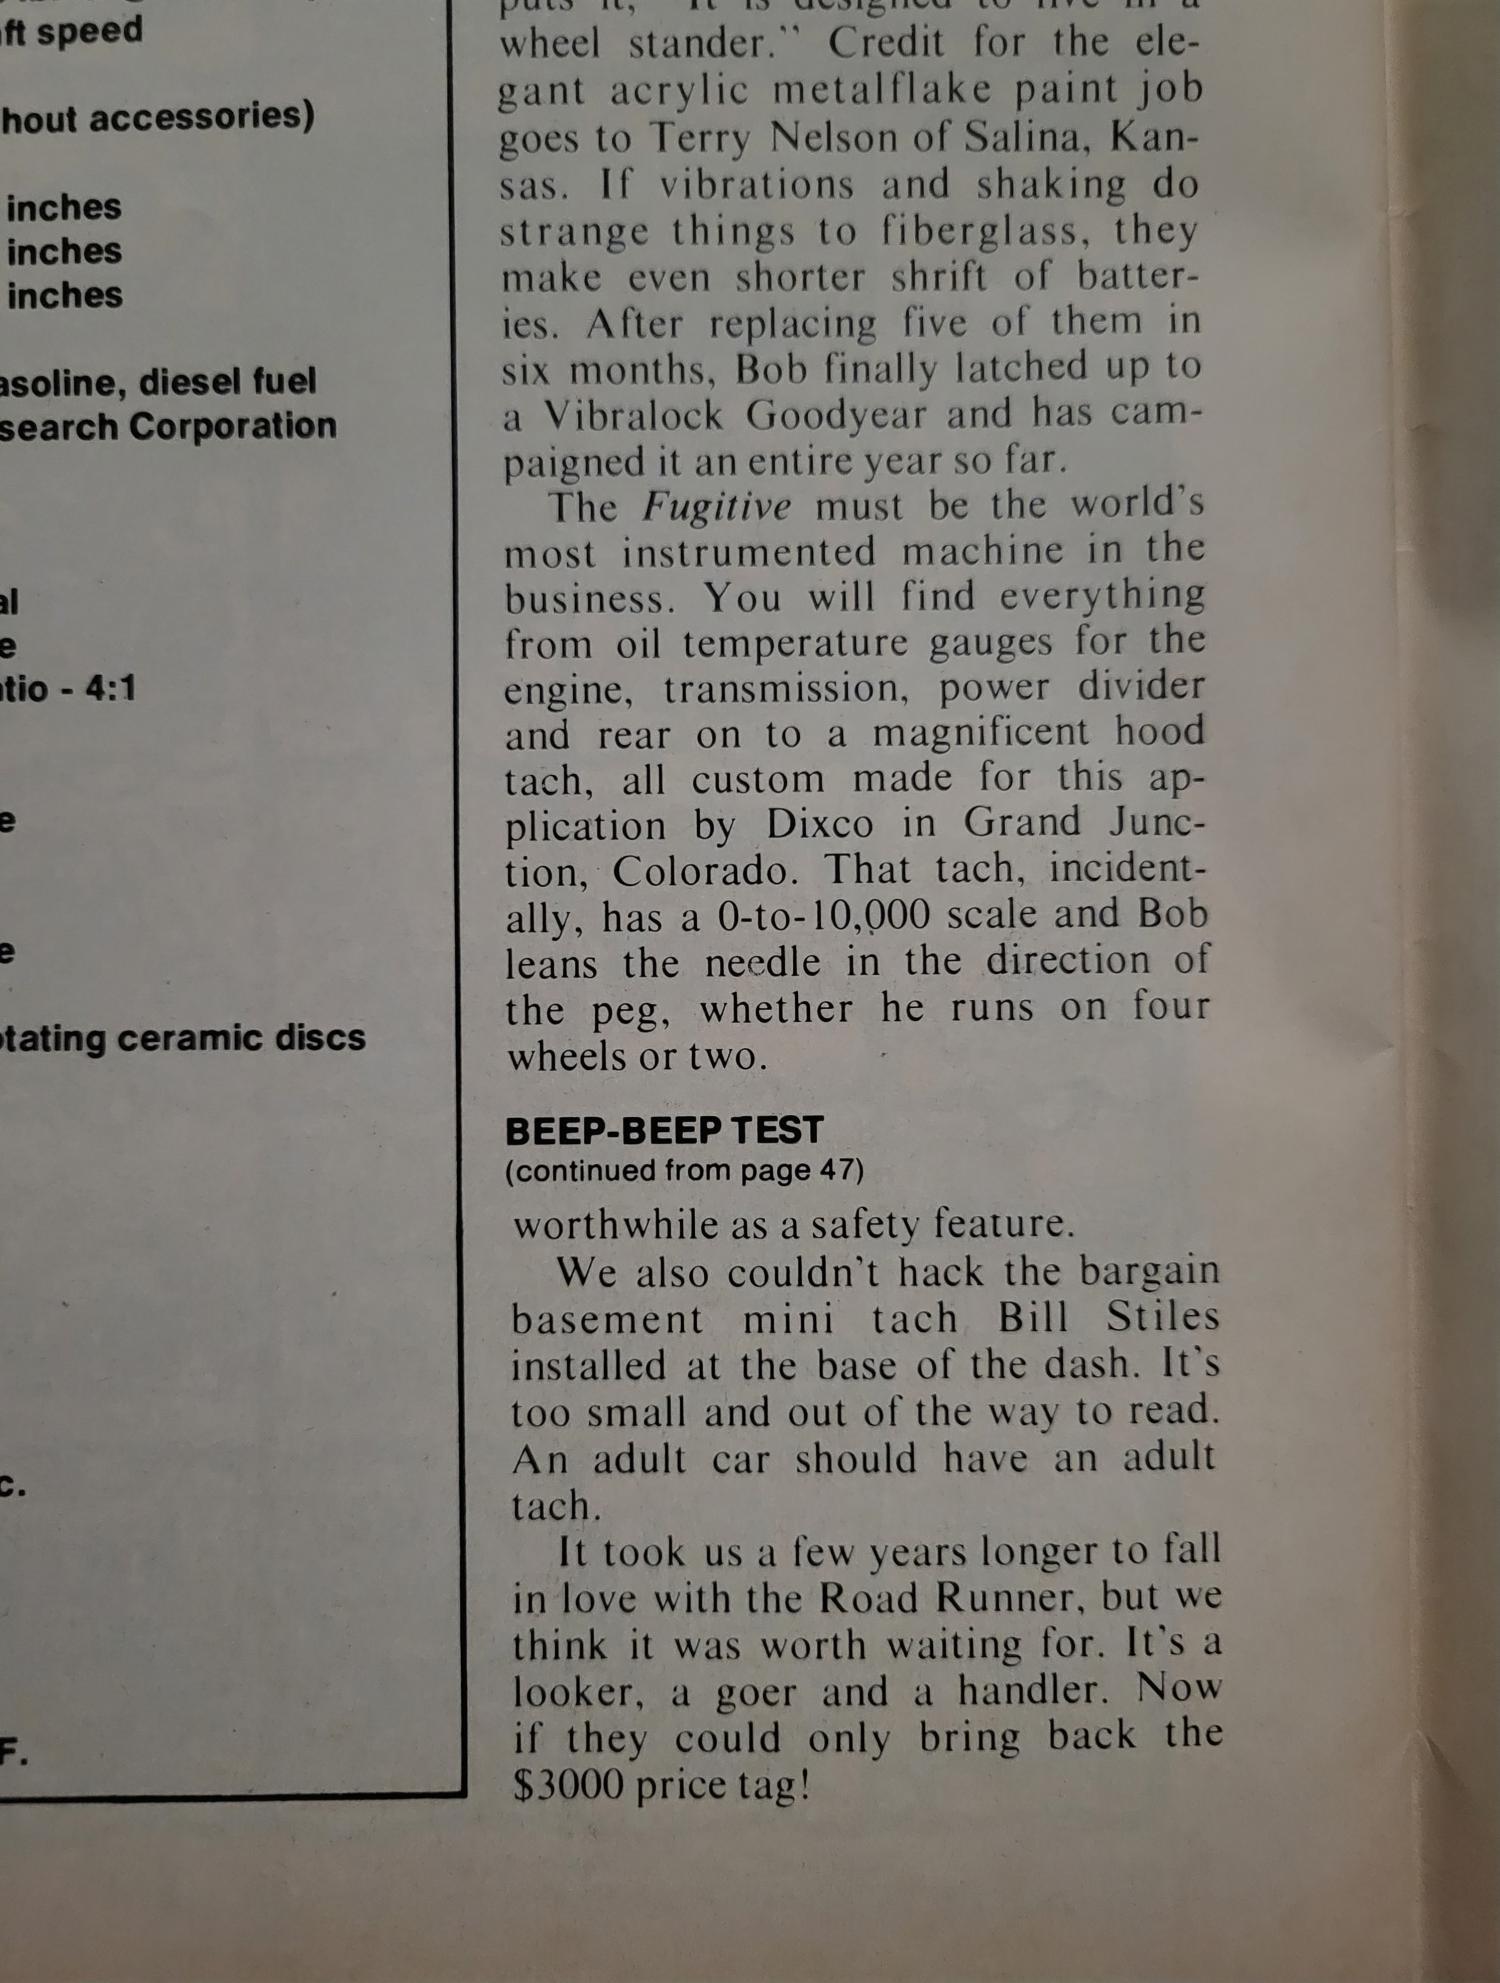 ft speed
hout accessories)
inches
inches
inches
asoline, diesel fuel
search Corporation
al
e
tio - 4:1
e
e
tating ceramic discs
c.
F.
puts it, "It is designed to live in a
wheel stander." Credit for the ele-
gant acrylic metalflake paint job
goes to Terry Nelson of Salina, Kan-
sas. If vibrations and shaking do
strange things to fiberglass, they
make even shorter shrift of batter-
ies. After replacing five of them in
six months, Bob finally latched up to
a Vibralock Goodyear and has cam-
paigned it an entire year so far.
The Fugitive must be the world's
most instrumented machine in the
business. You will find everything
from oil temperature gauges for the
engine, transmission, power divider
and rear on to a magnificent hood
tach, all custom made for this ap-
plication by Dixco in Grand Junc-
tion, Colorado. That tach, incident-
ally, has a 0-to-10,000 scale and Bob
leans the needle in the direction of
the peg, whether he runs on four
wheels or two.
BEEP-BEEP TEST
(continued from page 47)
worthwhile as a safety feature.
We also couldn't hack the bargain
basement mini tach Bill Stiles
installed at the base of the dash. It's
too small and out of the way to read.
An adult car should have an adult
tach.
It took us a few years longer to fall
in love with the Road Runner, but we
think it was worth waiting for. It's a
looker, a goer and a handler. Now
if they could only bring back the
$3000 price tag!